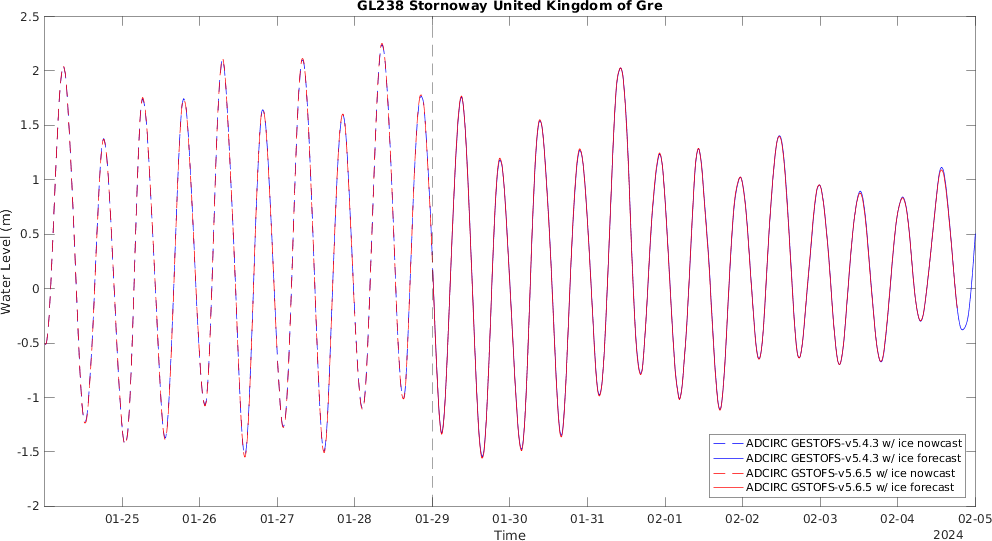 GL238 Stornoway United Kingdom of Gre
Water Level (m)
2.5
2
1.5
1
0.5
0
-0.5
-1
-1.5
-2
ADCIRC GESTOFS-v5.4.3 w/ ice nowcast
ADCIRC GESTOFS-v5.4.3 w/ ice forecast
ADCIRC GSTOFS-v5.6.5 w/ ice nowcast
ADCIRC GSTOFS-v5.6.5 w/ ice forecast
01-25 01-26 01-27 01-28 01-29 01-30 01-31 02-01 02-02 02-03 02-04 02-05
Time
2024